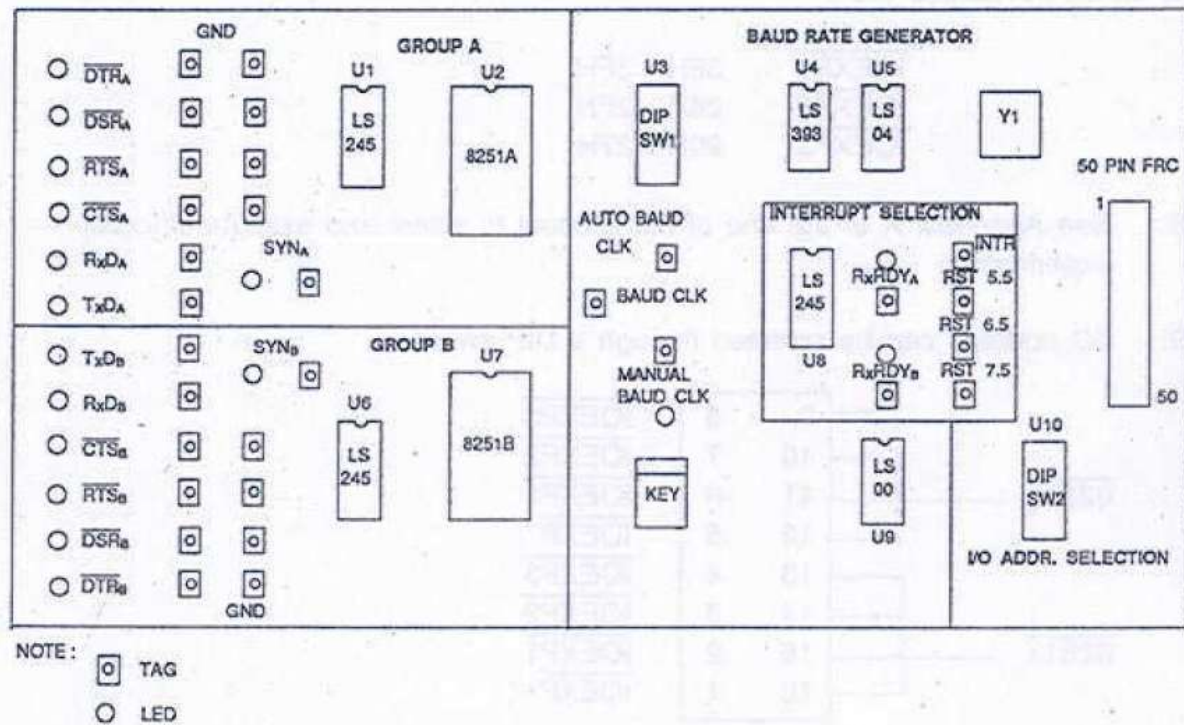 GND
GROUP A
DTRA
DSRA
RTSA
CTSA
RxDA
TxDA
SYNA
U1
LS
245
U2
8251A
TxDB
RxDB
CTSB
RTSB
DSRB
DTRB
GND
SYNB
GROUP B
U6
LS
245
U7
8251B
BAUD RATE GENERATOR
U3
DIP
SW1
U4
LS
393
U5
LS
04
Y1
50 PIN FRC
1
50
AUTO BAUD
CLK
BAUD CLK
MANUAL
BAUD CLK
KEY
INTERRUPT SELECTION
LS
245
U8
RxRDYA
RxRDYB
INTR
RST 5.5
RST 6.5
RST 7.5
LS
00
U9
U10
DIP
SW2
I/O ADDR. SELECTION
NOTE :
TAG
LED